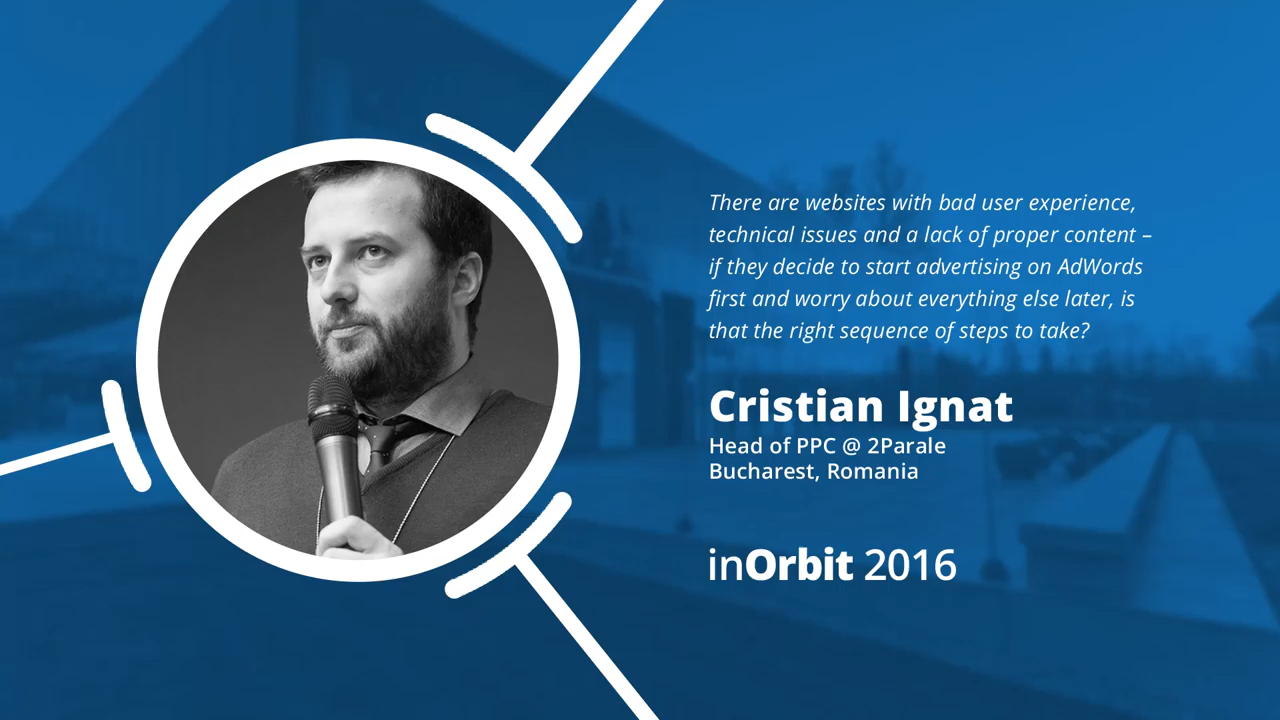 There are websites with bad user experience,
technical issues and a lack of proper content –
if they decide to start advertising on AdWords
first and worry about everything else later, is
that the right sequence of steps to take?
Cristian Ignat
Head of PPC @ 2Parale
Bucharest, Romania
inOrbit 2016